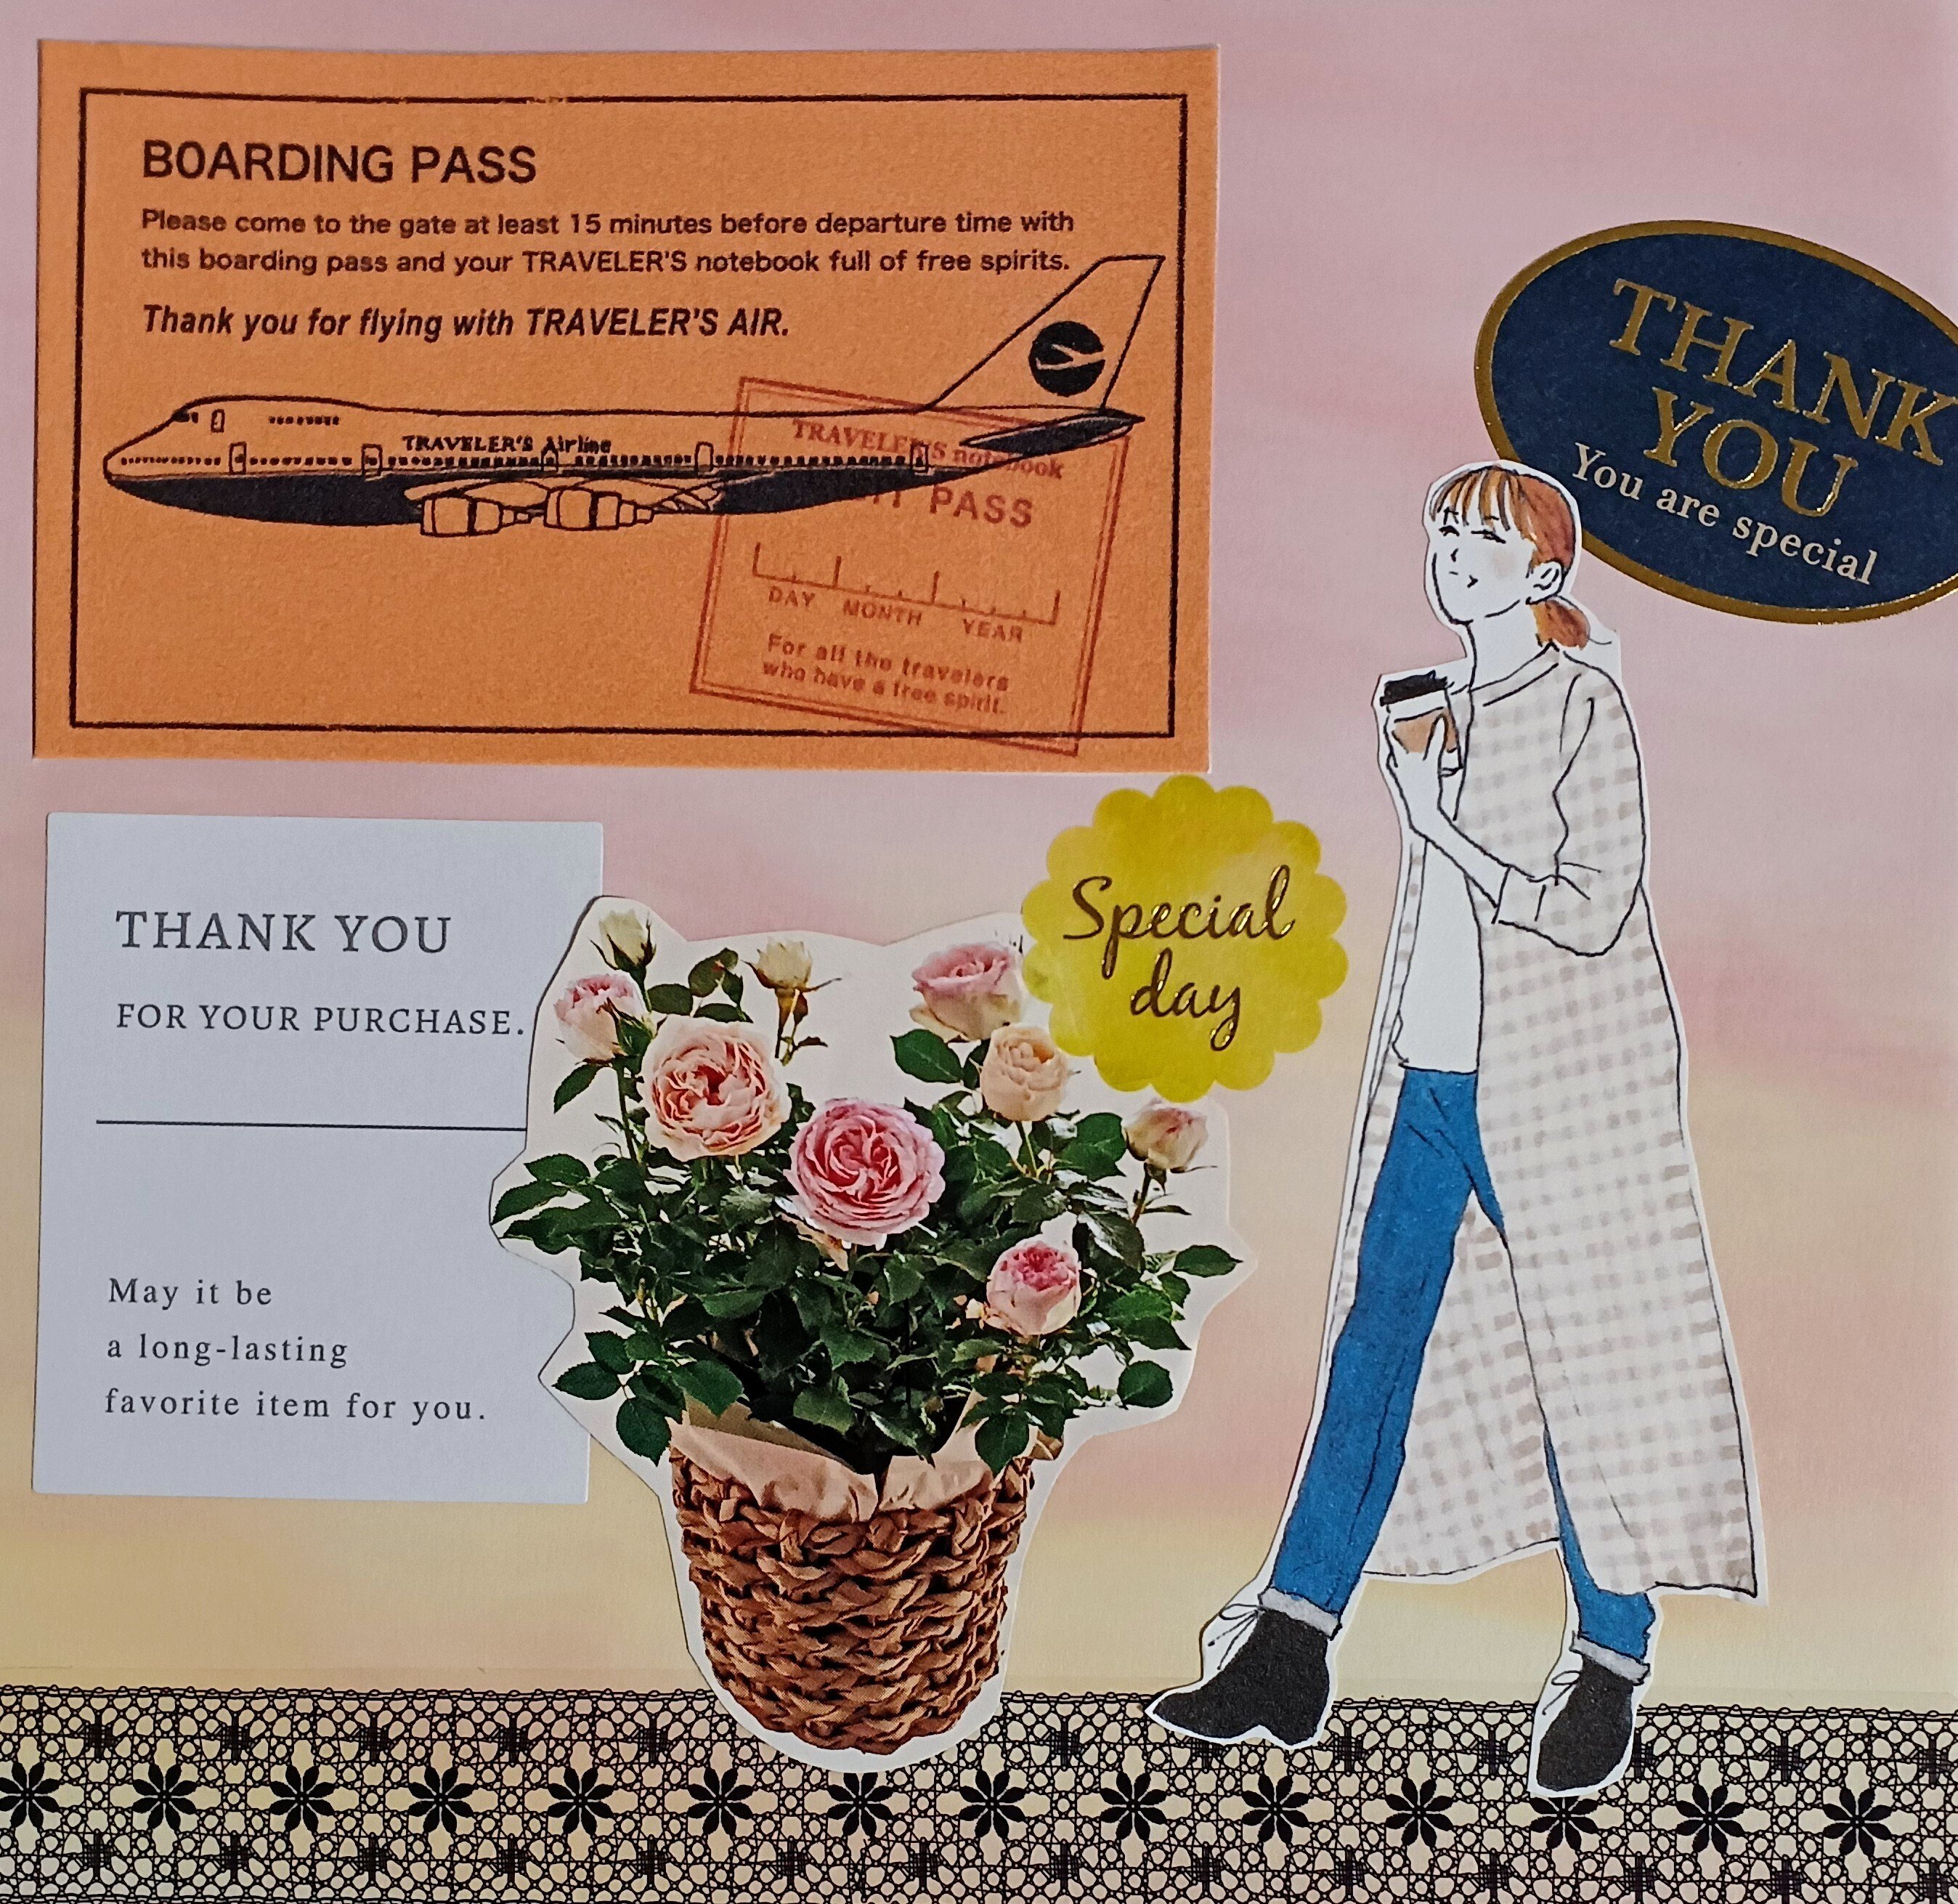 BOARDING PASS
Please come to the gate at least 15 minutes before departure time with
this boarding pass and your TRAVELER'S notebook full of free spirits.
Thank you for flying with TRAVELER'S AIR.
TRAVELER'S Airline
TRAVELER'S notebook
PASS
DAY MONTH YEAR
For all the travelers
who have a free spirit.
THANK
YOU
You are special
Special
day
THANK YOU
FOR YOUR PURCHASE.
May it be
a long-lasting
favorite item for you.